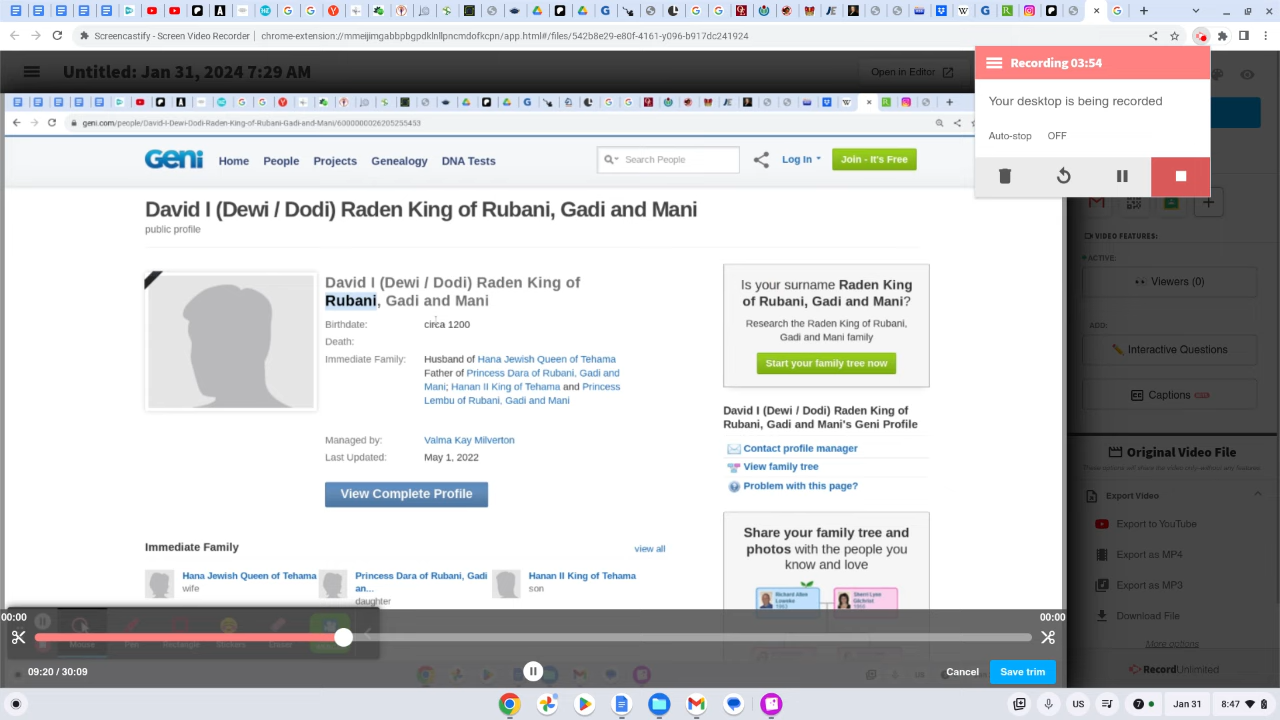 Screencastify - Screen Video Recorder | chrome-extension://mmeijimgabbpbgpdklnllpncmdofkcpn/app.html#/files/542b8e29-e80f-4161-y096-b917dc241924
Untitled: Jan 31, 2024 7:29 AM
Open in Editor
Recording 03:54
Your desktop is being recorded
Auto-stop OFF
geni.com/people/David-I-Dewi-Dodi-Raden-King-of-Rubani-Gadi-and-Mani/6000000026205255453
Geni Home People Projects Genealogy DNA Tests Search People Log In Join - It's Free
David I (Dewi / Dodi) Raden King of Rubani, Gadi and Mani
public profile
David I (Dewi / Dodi) Raden King of
Rubani, Gadi and Mani
Birthdate: circa 1200
Death:
Immediate Family: Husband of Hana Jewish Queen of Tehama
Father of Princess Dara of Rubani, Gadi and
Mani; Hanan II King of Tehama and Princess
Lembu of Rubani, Gadi and Mani
Managed by: Valma Kay Milverton
Last Updated: May 1, 2022
View Complete Profile
Immediate Family
view all
Hana Jewish Queen of Tehama
wife
Princess Dara of Rubani, Gadi
an...
daughter
Hanan II King of Tehama
son
Is your surname Raden King
of Rubani, Gadi and Mani?
Research the Raden King of Rubani,
Gadi and Mani family
Start your family tree now
David I (Dewi / Dodi) Raden King of
Rubani, Gadi and Mani's Geni Profile
Contact profile manager
View family tree
Problem with this page?
Share your family tree and
photos with the people you
know and love
VIDEO FEATURES:
ACTIVE:
Viewers (0)
ADD:
Interactive Questions
Captions
Original Video File
Export Video
Export to YouTube
Export as MP4
Export as MP3
Download File
More options
RecordUnlimited
00:00
00:00
Mouse Pen Rectangle Stickers Eraser
09:20 / 30:09
Cancel
Save trim
US
Jan 31
8:47